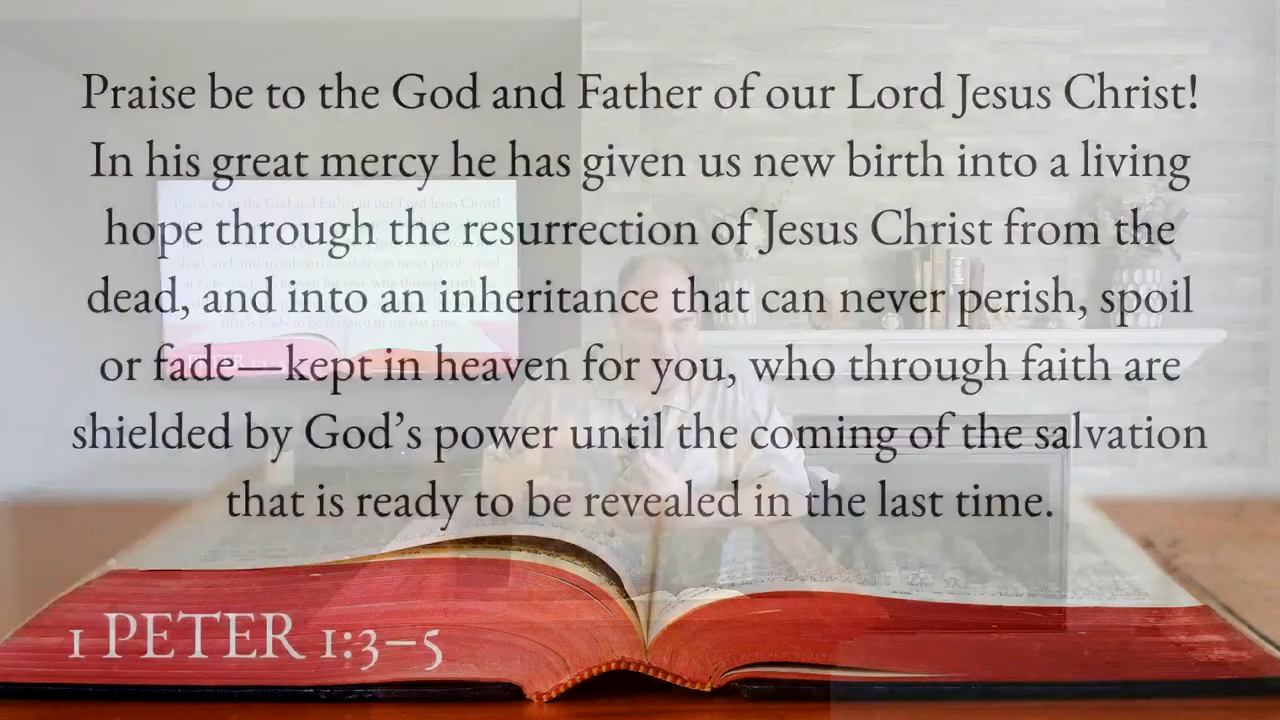 Praise be to the God and Father of our Lord Jesus Christ!
In his great mercy he has given us new birth into a living
hope through the resurrection of Jesus Christ from the
dead, and into an inheritance that can never perish, spoil
or fade—kept in heaven for you, who through faith are
shielded by God’s power until the coming of the salvation
that is ready to be revealed in the last time.
1 PETER 1:3–5